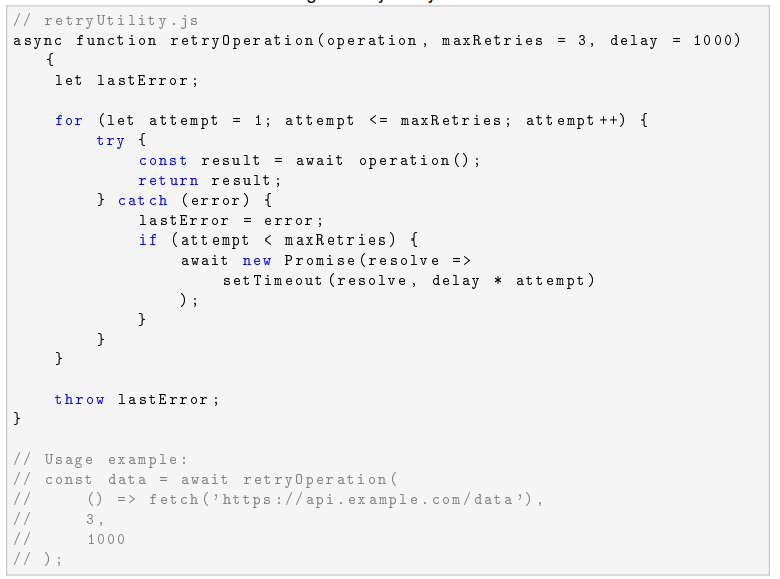 // retryUtility.js
async function retryOperation(operation, maxRetries = 3, delay = 1000)
   {
    let lastError;

    for (let attempt = 1; attempt <= maxRetries; attempt++) {
        try {
            const result = await operation();
            return result;
        } catch (error) {
            lastError = error;
            if (attempt < maxRetries) {
                await new Promise(resolve =>
                    setTimeout(resolve, delay * attempt)
                );
            }
        }
    }

    throw lastError;
}

// Usage example:
// const data = await retryOperation(
//     () => fetch('https://api.example.com/data'),
//     3,
//     1000
// );